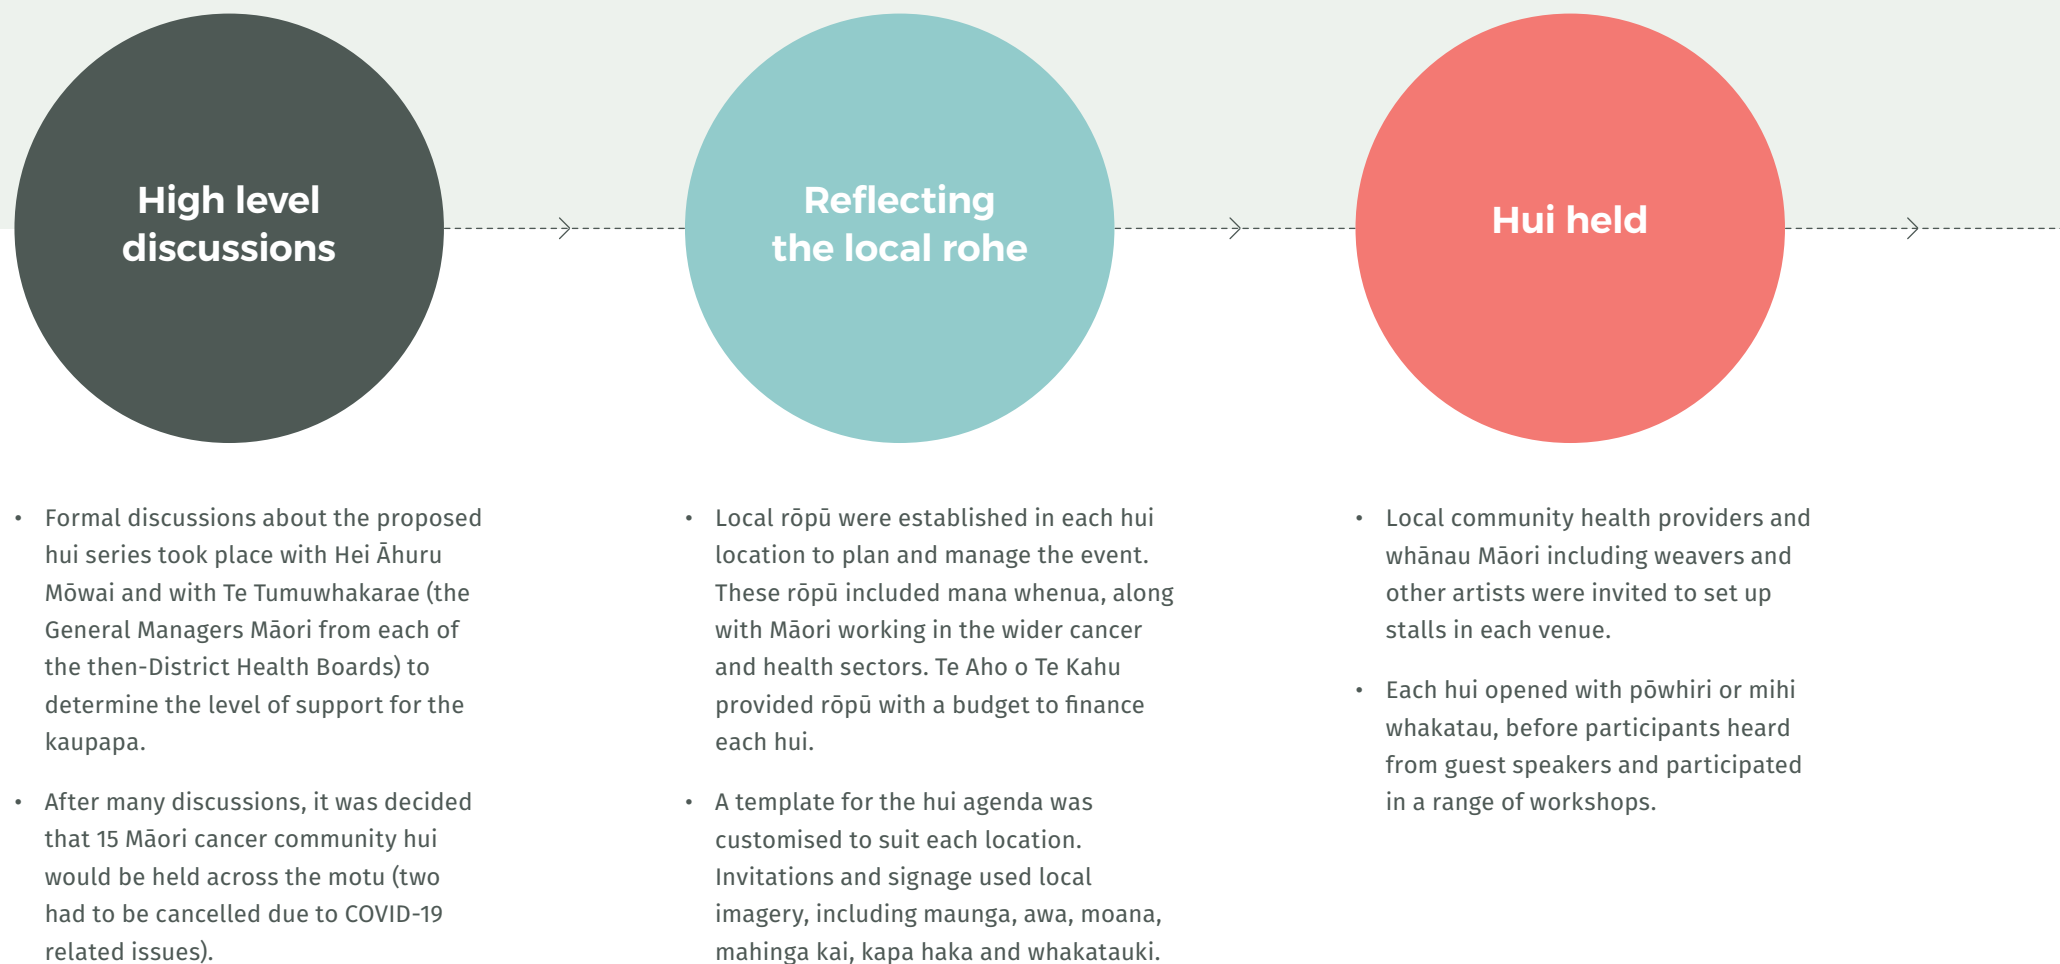 High level
discussions
• Formal discussions about the proposed
hui series took place with Hei Āhuru
Mōwai and with Te Tumuwhakarae (the
General Managers Māori from each of
the then-District Health Boards) to
determine the level of support for the
kaupapa.
• After many discussions, it was decided
that 15 Māori cancer community hui
would be held across the motu (two
had to be cancelled due to COVID-19
related issues).
Reflecting
the local rohe
• Local rōpū were established in each hui
location to plan and manage the event.
These rōpū included mana whenua, along
with Māori working in the wider cancer
and health sectors. Te Aho o Te Kahu
provided rōpū with a budget to finance
each hui.
• A template for the hui agenda was
customised to suit each location.
Invitations and signage used local
imagery, including maunga, awa, moana,
mahinga kai, kapa haka and whakatauki.
Hui held
• Local community health providers and
whānau Māori including weavers and
other artists were invited to set up
stalls in each venue.
• Each hui opened with pōwhiri or mihi
whakatau, before participants heard
from guest speakers and participated
in a range of workshops.